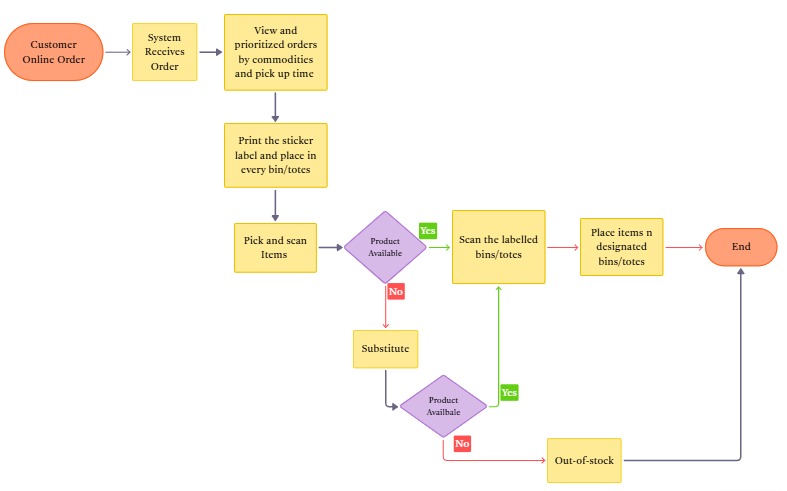 Customer
Online Order
System
Receives
Order
View and
prioritized orders
by commodities
and pick up time
Print the sticker
label and place in
every bin/totes
Pick and scan
Items
Product
Available
Yes
Scan the labelled
bins/totes
Place items n
designated
bins/totes
End
No
Substitute
Product
Availbale
Yes
No
Out-of-stock